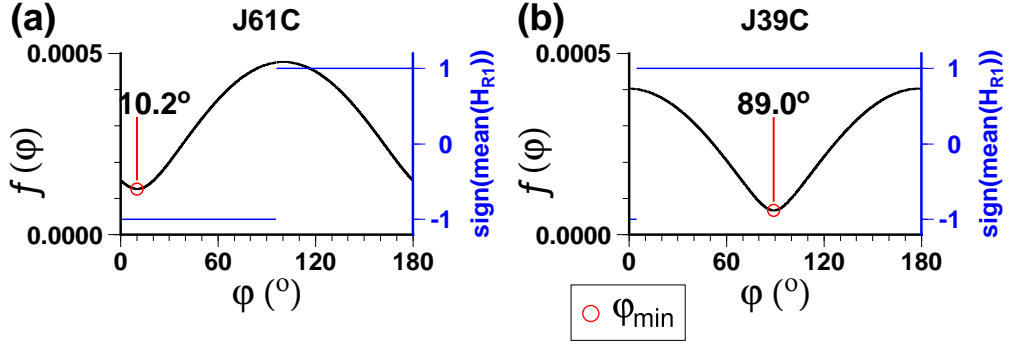 (a)
J61C
0.0005
0.0000
f (φ)
10.2°
1
0
-1
sign(mean(H_R1))
0
60
120
180
φ (°)
(b)
J39C
0.0005
0.0000
f (φ)
89.0°
1
0
-1
sign(mean(H_R1))
0
60
120
180
φ (°)
φ_min